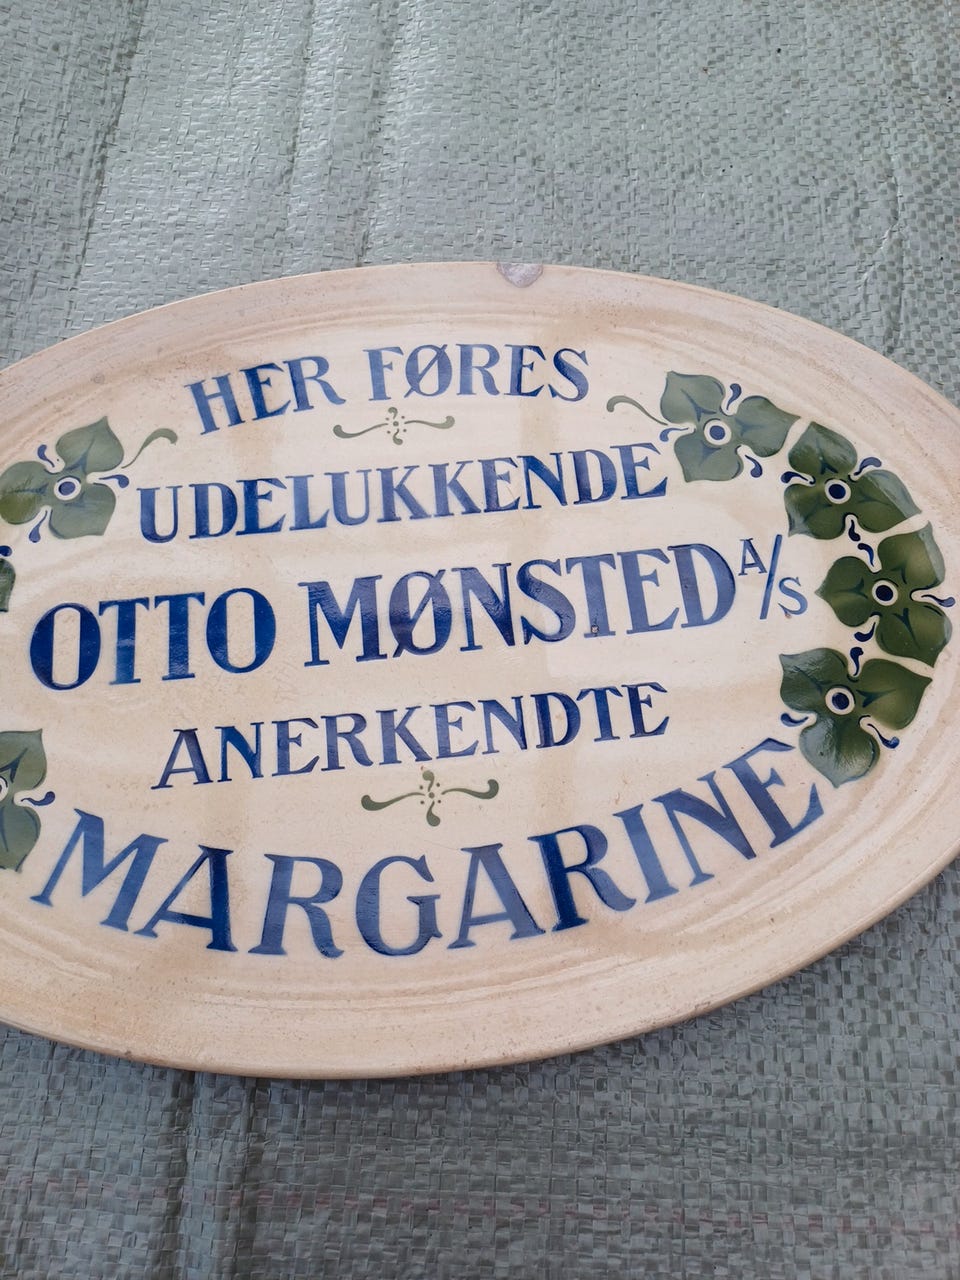 HER FØRES
UDELUKKENDE
OTTO MØNSTED A/S
ANERKENDTE
MARGARINE